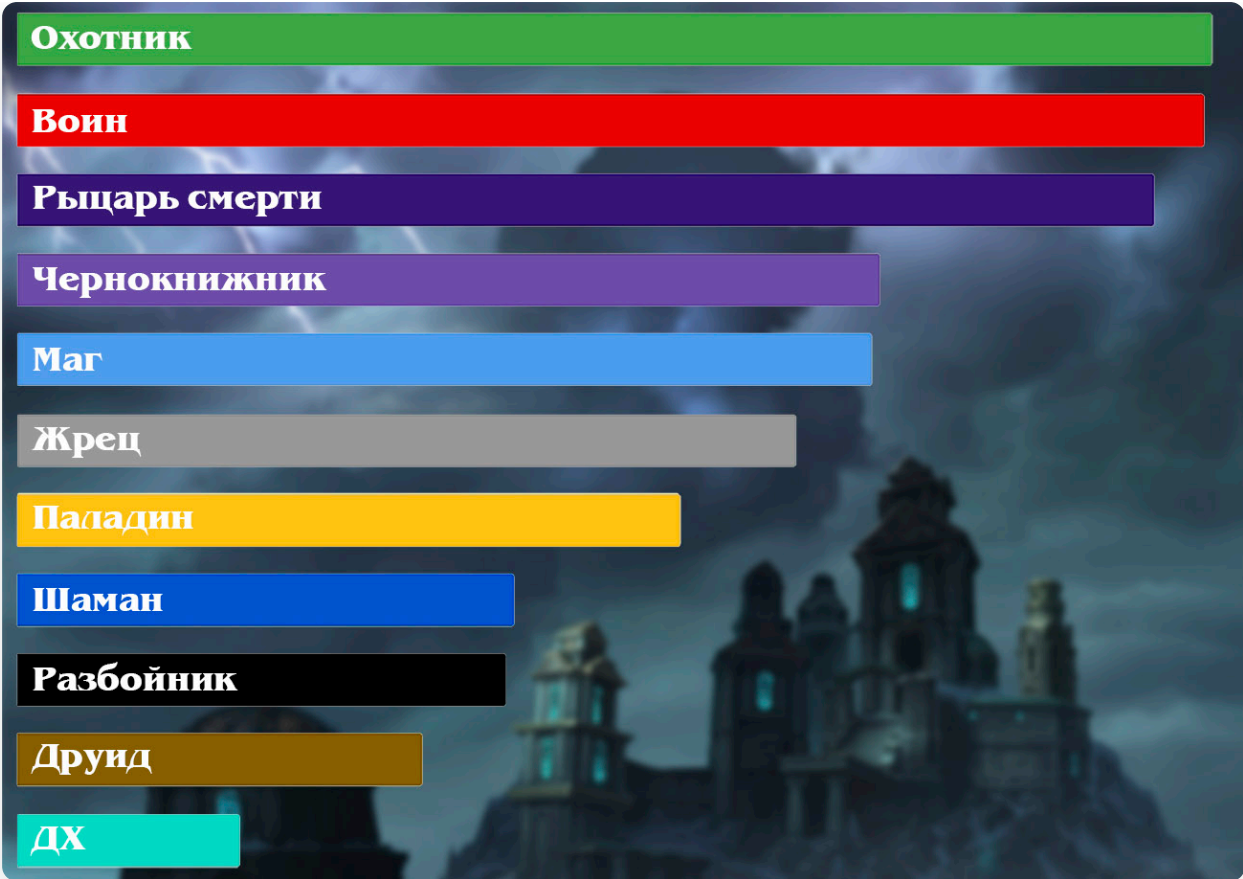 Охотник
Воин
Рыцарь смерти
Чернокнижник
Маг
Жрец
Паладин
Шаман
Разбойник
Друид
ДХ